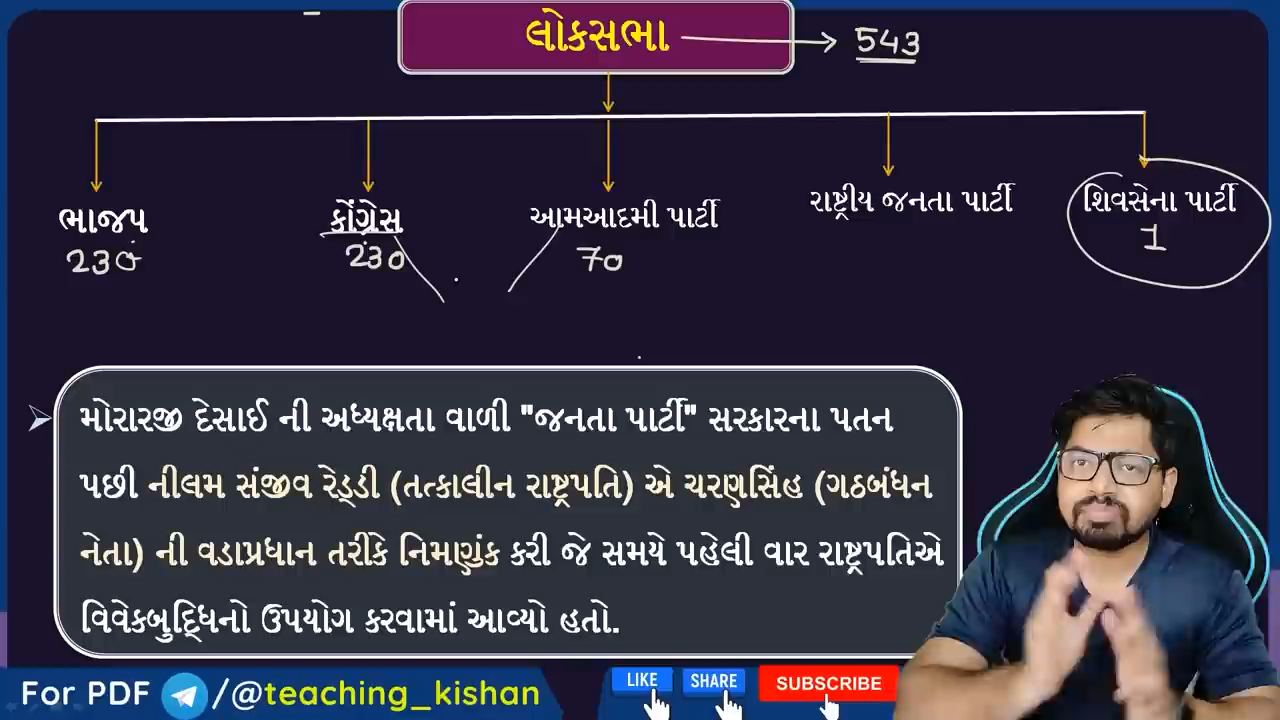 લોકસભા → 543
ભાજપ
કોંગ્રેસ
આમઆદમી પાર્ટી
રાષ્ટ્રીય જનતા પાર્ટી
શિવસેના પાર્ટી
230
230
70
1
મોરારજી દેસાઈ ની અધ્યક્ષતા વાળી "જનતા પાર્ટી" સરકારના પતન
પછી નીલમ સંજીવ રેડ્ડી (તત્કાલીન રાષ્ટ્રપતિ) એ ચરણસિંહ (ગઠબંધન
નેતા) ની વડાપ્રધાન તરીકે નિમણુંક કરી જે સમયે પહેલી વાર રાષ્ટ્રપતિએ
વિવેકબુદ્ધિનો ઉપયોગ કરવામાં આવ્યો હતો.
For PDF /@teaching_kishan
LIKE
SHARE
SUBSCRIBE